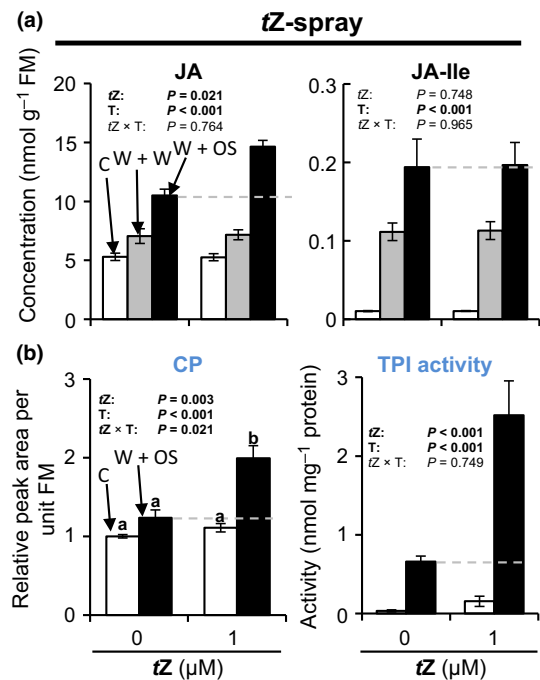 (a)
tZ-spray
JA
JA-Ile
Concentration (nmol g⁻¹ FM)
20
15
10
5
0
tZ: P = 0.021
T: P < 0.001
tZ × T: P = 0.764
C
W + W
W + OS
0.3
0.2
0.1
0
tZ: P = 0.748
T: P < 0.001
tZ × T: P = 0.965
(b)
CP
TPI activity
Relative peak area per
unit FM
3
2
1
0
tZ: P = 0.003
T: P < 0.001
tZ × T: P = 0.021
W + OS
C
a
a
a
b
0
1
tZ (μM)
Activity (nmol mg⁻¹ protein)
3
2
1
0
tZ: P < 0.001
T: P < 0.001
tZ × T: P = 0.749
0
1
tZ (μM)